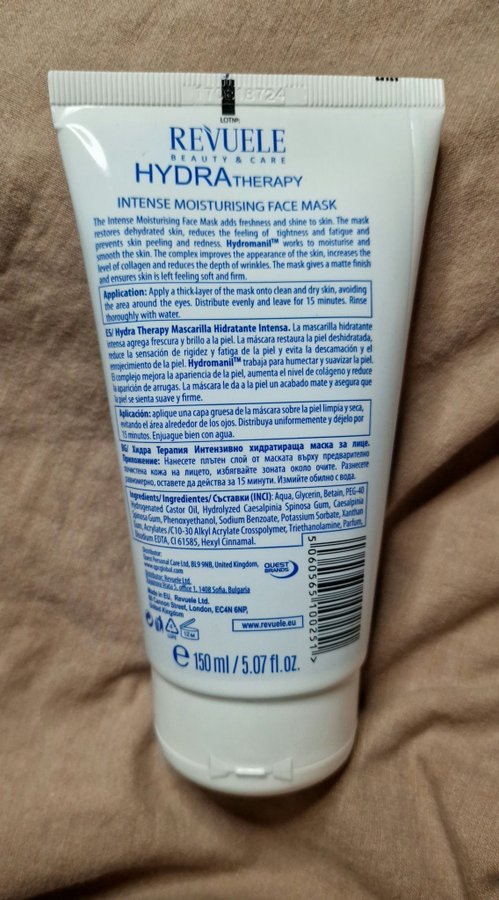 LOTNº:
REVUELE
BEAUTY & CARE
HYDRA THERAPY
INTENSE MOISTURISING FACE MASK
The Intense Moisturising Face Mask adds freshness and shine to skin. The mask
restores dehydrated skin, reduces the feeling of tightness and fatigue and
prevents skin peeling and redness. Hydromanil™ works to moisturise and
smooth the skin. The complex improves the appearance of the skin, increases the
level of collagen and reduces the depth of wrinkles. The mask gives a matte finish
and ensures skin is left feeling soft and firm.
Application: Apply a thick layer of the mask onto clean and dry skin, avoiding
the area around the eyes. Distribute evenly and leave for 15 minutes. Rinse
thoroughly with water.
ES/ Hydra Therapy Mascarilla Hidratante Intensa. La mascarilla hidratante
intensa agrega frescura y brillo a la piel. La máscara restaura la piel deshidratada,
reduce la sensación de rigidez y fatiga de la piel y evita la descamación y el
enrojecimiento de la piel. Hydromanil™ trabaja para humectar y suavizar la piel.
El complejo mejora la apariencia de la piel, aumenta el nivel de colágeno y reduce
la aparición de arrugas. La máscara le da a la piel un acabado mate y asegura que
la piel se sienta suave y firme.
Aplicación: aplique una capa gruesa de la máscara sobre la piel limpia y seca,
evitando el área alrededor de los ojos. Distribuya uniformemente y déjelo por
15 minutos. Enjuague bien con agua.
BG/ Хидра Терапия Интензивно хидратираща маска за лице.
Приложение: Нанесете плътен слой от маската върху предварително
почистена кожа на лицето, избягвайте зоната около очите. Разнесете
равномерно, оставете да действа за 15 минути. Измийте обилно с вода.
Ingredients/ Ingredientes/ Съставки (INCI): Aqua, Glycerin, Betain, PEG-40
Hydrogenated Castor Oil, Hydrolyzed Caesalpinia Spinosa Gum, Caesalpinia
Spinosa Gum, Phenoxyethanol, Sodium Benzoate, Potassium Sorbate, Xanthan
Gum, Acrylates /C10-30 Alkyl Acrylate Crosspolymer, Triethanolamine, Parfum,
Disodium EDTA, CI 61585, Hexyl Cinnamal.
Distributor:
Quest Personal Care Ltd, BL9 9NB, United Kingdom,
QUEST
BRANDS
Distributor: Revuele Ltd.
office 1, 1408 Sofia, Bulgaria
Made in EU, Revuele Ltd.
Cannon Street, London, EC4N 6NP,
United Kingdom
www.revuele.eu
12 M
℮ 150 ml / 5.07 fl. oz.
5060565100251>